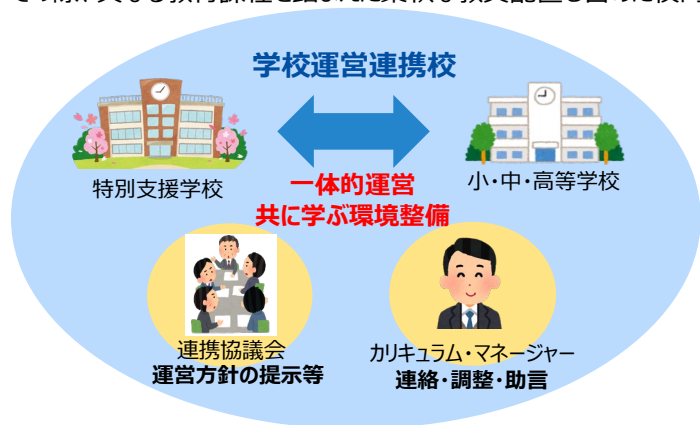 学校運営連携校
特別支援学校
小・中・高等学校
一体的運営
共に学ぶ環境整備
連携協議会
運営方針の提示等
カリキュラム・マネージャー
連絡・調整・助言